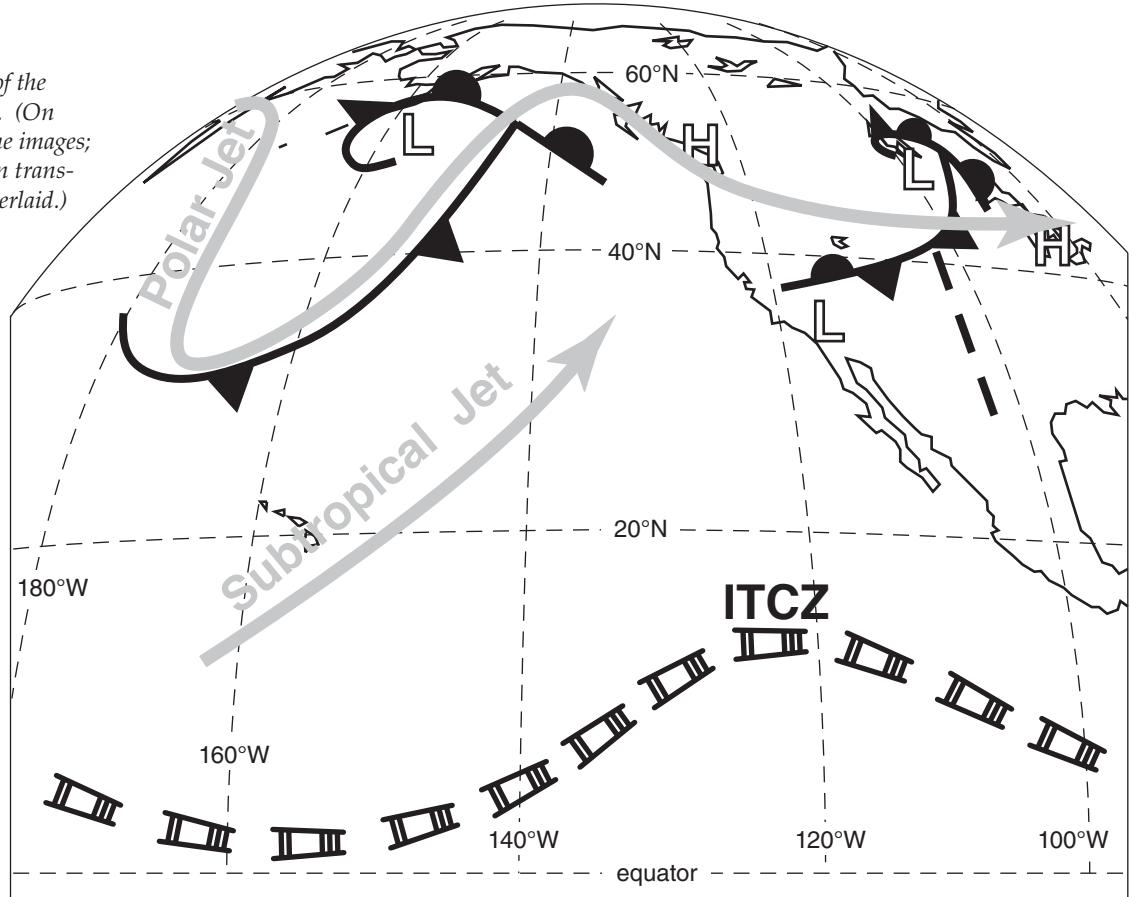 of the
. (On
e images;
n trans-
erlaid.)
60°N
L
H
Polar Jet
L
H
40°N
L
Subtropical Jet
20°N
180°W
ITCZ
160°W
140°W
120°W
100°W
equator